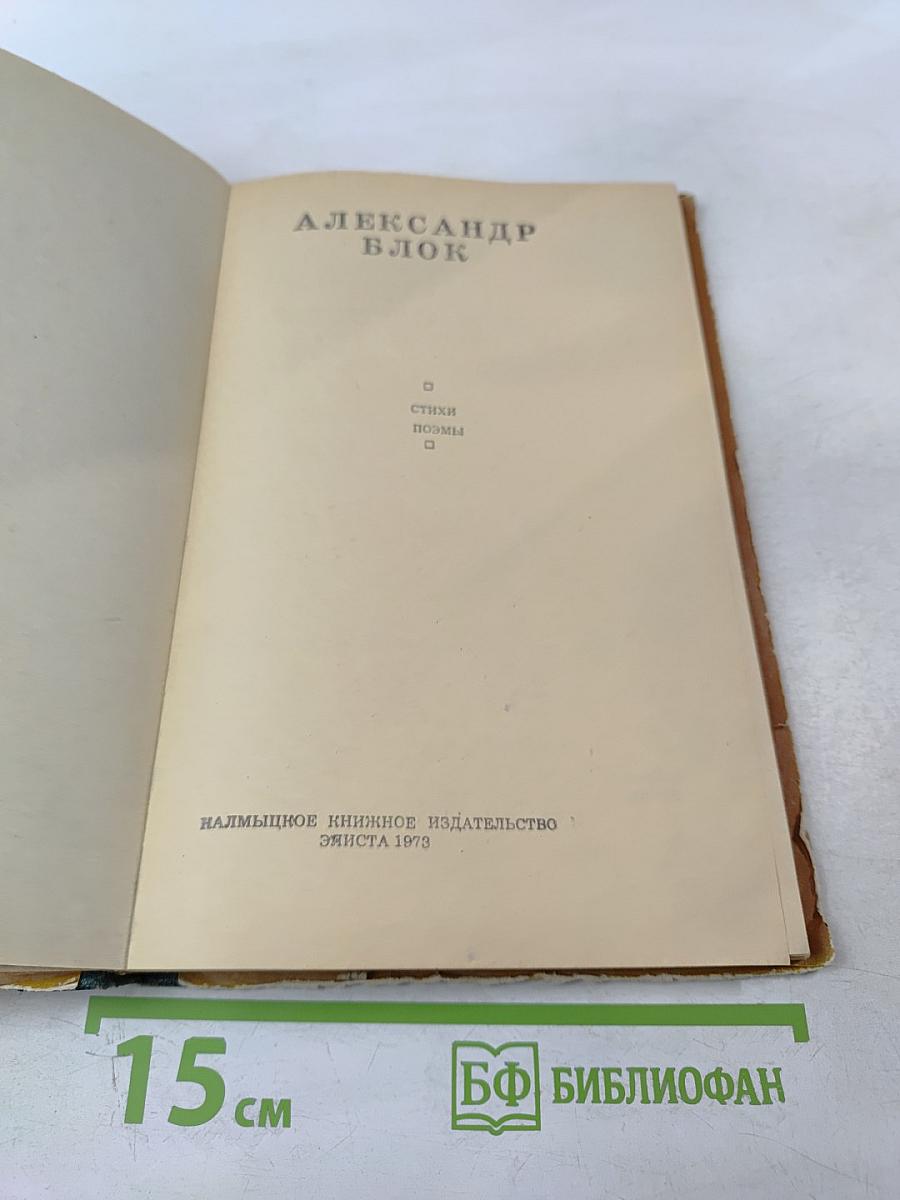 АЛЕКСАНДР
БЛОК
СТИХИ
ПОЭМЫ
КАЛМЫЦКОЕ КНИЖНОЕ ИЗДАТЕЛЬСТВО
ЭЛИСТА 1973
15 см
БФ БИБЛИОФАН